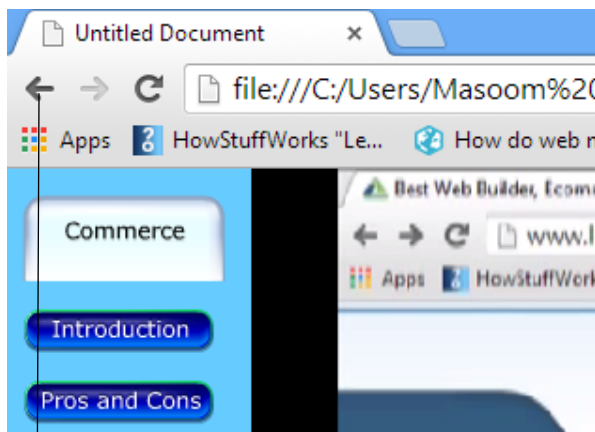 Untitled Document
file:///C:/Users/Masoom%20
Apps HowStuffWorks "Le... How do web
Best Web Builder, Ecom
Commerce
www.
Apps HowStuffWork
Introduction
Pros and Cons